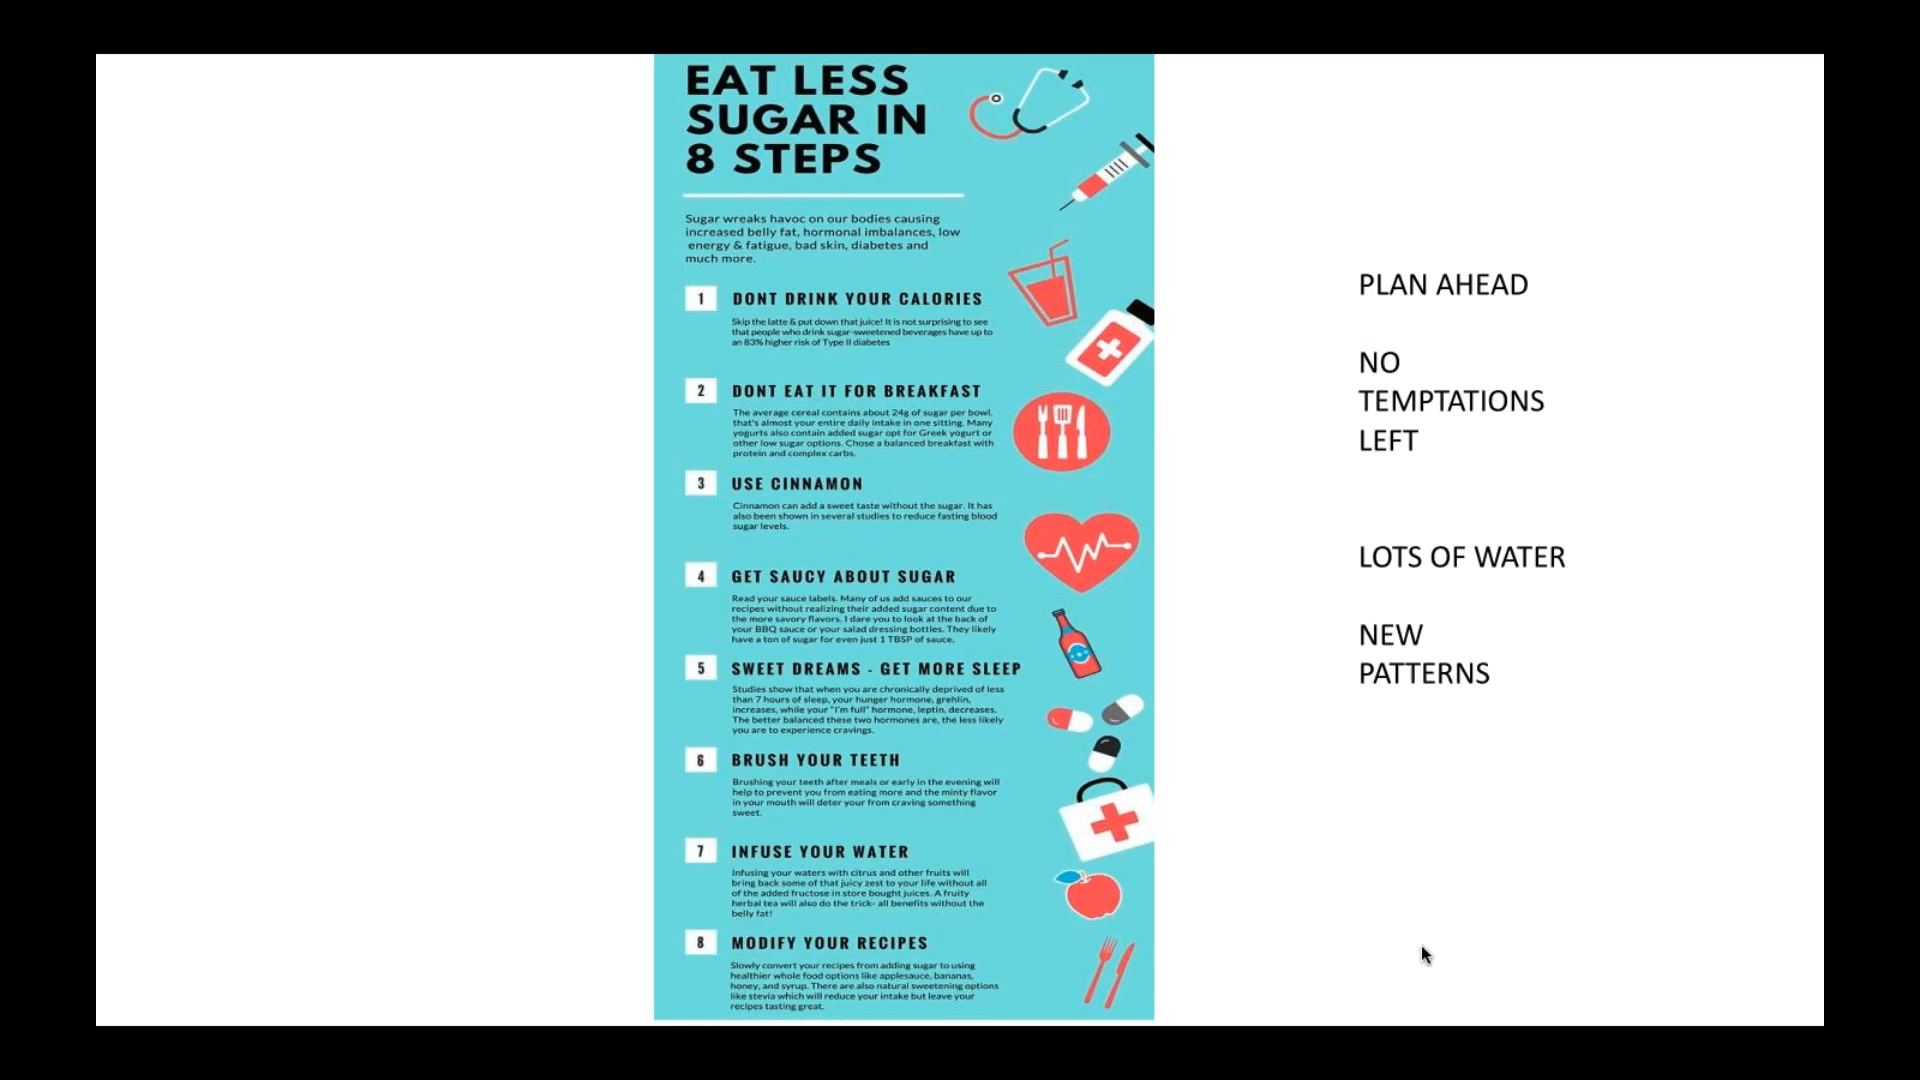 EAT LESS
SUGAR IN
8 STEPS
Sugar wreaks havoc on our bodies causing
increased belly fat, hormonal imbalances, low
energy & fatigue, bad skin, diabetes and
much more.
1 DONT DRINK YOUR CALORIES
Skip the latte & put down that juice! It is not surprising to see
that people who drink sugar-sweetened beverages have up to
an 83% higher risk of Type II diabetes
2 DONT EAT IT FOR BREAKFAST
The average cereal contains about 24g of sugar per bowl.
that's almost your entire daily intake in one sitting. Many
yogurts also contain added sugar opt for Greek yogurt or
other low sugar options. Chose a balanced breakfast with
protein and complex carbs.
3 USE CINNAMON
Cinnamon can add a sweet taste without the sugar. It has
also been shown in several studies to reduce fasting blood
sugar levels.
4 GET SAUCY ABOUT SUGAR
Read your sauce labels. Many of us add sauces to our
recipes without realizing their added sugar content due to
the more savory flavors. I dare you to look at the back of
your BBQ sauce or your salad dressing bottles. They likely
have a ton of sugar for even just 1 TBSP of sauce.
5 SWEET DREAMS - GET MORE SLEEP
Studies show that when you are chronically deprived of less
than 7 hours of sleep, your hunger hormone, grehlin,
increases, while your "I'm full" hormone, leptin, decreases.
The better balanced these two hormones are, the less likely
you are to experience cravings.
6 BRUSH YOUR TEETH
Brushing your teeth after meals or early in the evening will
help to prevent you from eating more and the minty flavor
in your mouth will deter your from craving something
sweet.
7 INFUSE YOUR WATER
Infusing your waters with citrus and other fruits will
bring back some of that juicy zest to your life without all
of the added fructose in store bought juices. A fruity
herbal tea will also do the trick- all benefits without the
belly fat!
8 MODIFY YOUR RECIPES
Slowly convert your recipes from adding sugar to using
healthier whole food options like applesauce, bananas,
honey, and syrup. There are also natural sweetening options
like stevia which will reduce your intake but leave your
recipes tasting great.
PLAN AHEAD
NO
TEMPTATIONS
LEFT
LOTS OF WATER
NEW
PATTERNS